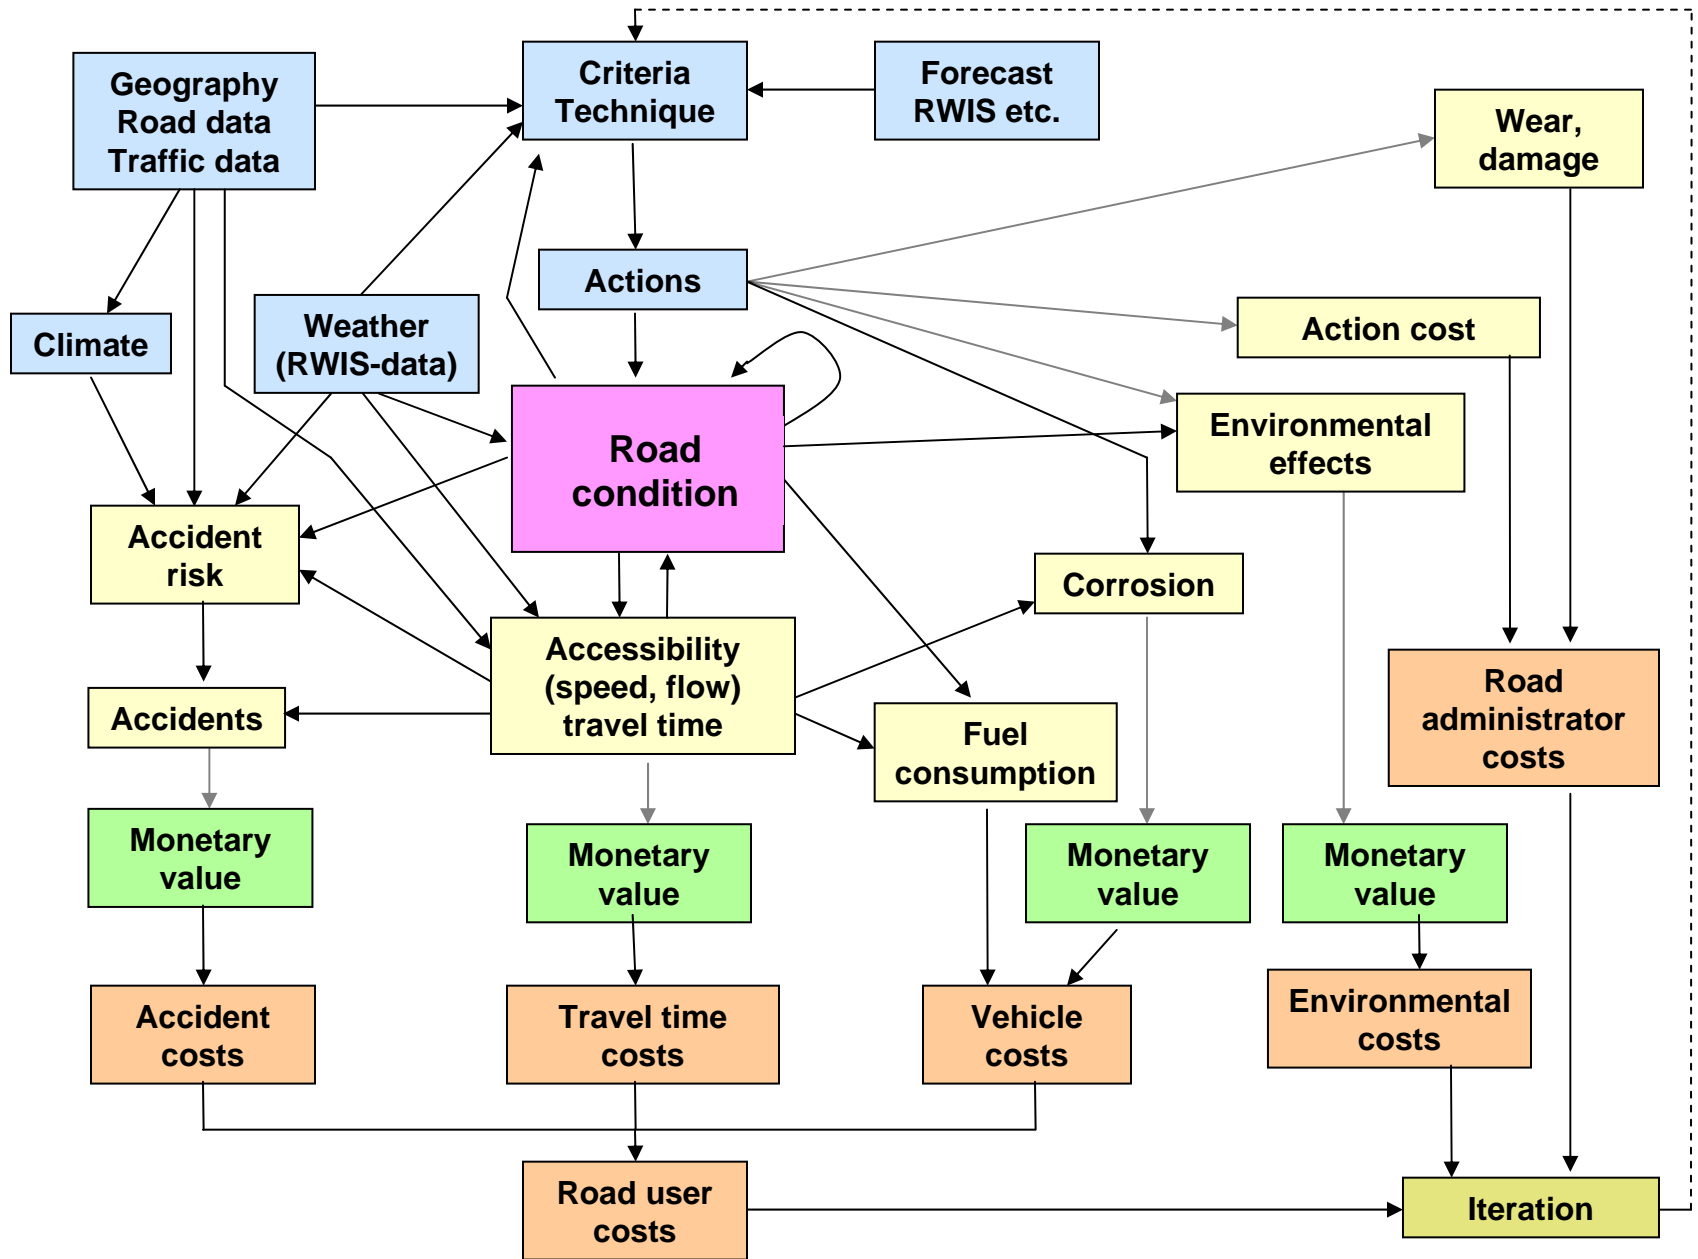 Geography
Road data
Traffic data
Criteria
Technique
Forecast
RWIS etc.
Wear,
damage
Actions
Climate
Weather
(RWIS-data)
Action cost
Road
condition
Environmental
effects
Accident
risk
Corrosion
Accessibility
(speed, flow)
travel time
Road
administrator
costs
Accidents
Fuel
consumption
Monetary
value
Monetary
value
Monetary
value
Monetary
value
Accident
costs
Travel time
costs
Vehicle
costs
Environmental
costs
Road user
costs
Iteration